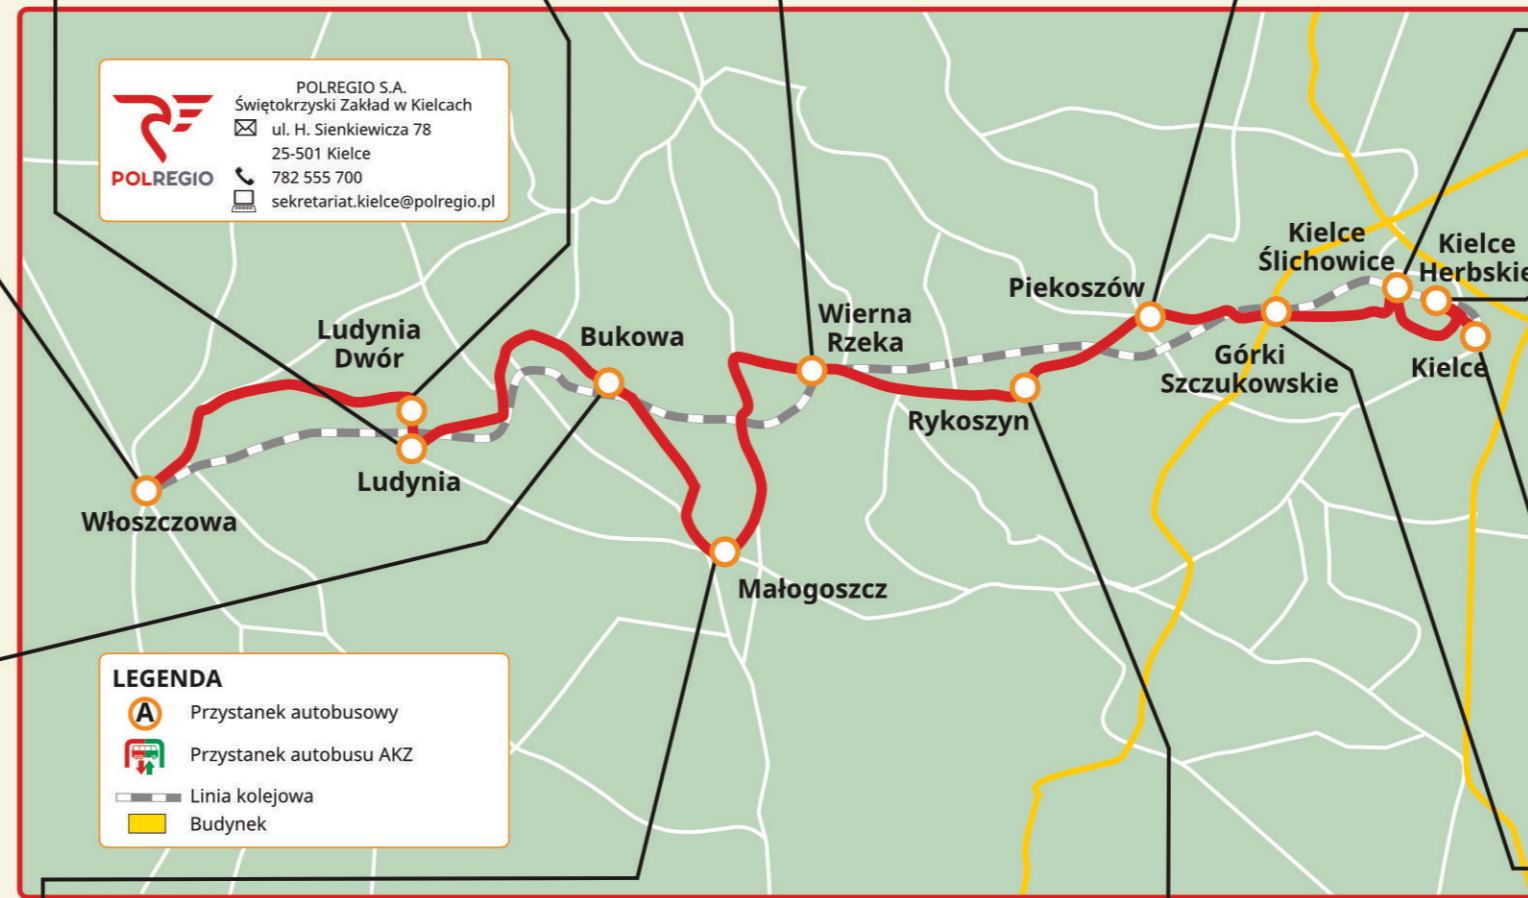 POLREGIO S.A.
Świętokrzyski Zakład w Kielcach
ul. H. Sienkiewicza 78
25-501 Kielce
782 555 700
sekretariat.kielce@polregio.pl
POLREGIO
Kielce
Ślichowice
Kielce
Herbskie
Piekoszów
Wierna
Rzeka
Ludynia
Dwór
Bukowa
Górki
Szczukowskie
Kielce
Rykoszyn
Ludynia
Włoszczowa
Małogoszcz
LEGENDA
A
Przystanek autobusowy
Przystanek autobusu AKZ
Linia kolejowa
Budynek